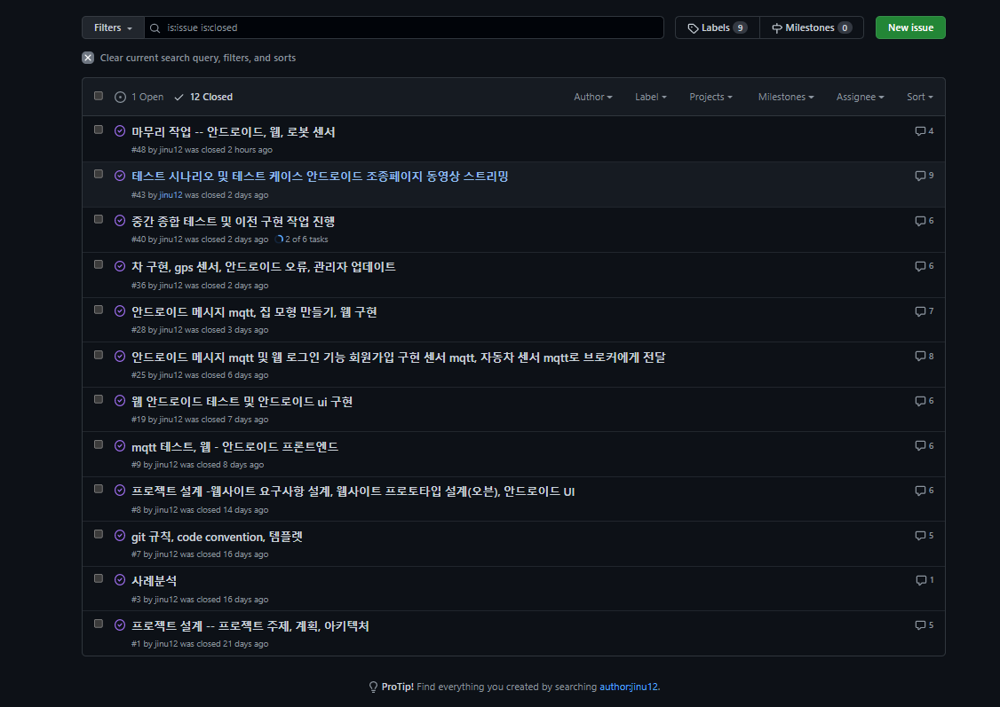 Filters is:issue is:closed Labels 9 Milestones 0 New issue
Clear current search query, filters, and sorts
1 Open 12 Closed Author Label Projects Milestones Assignee Sort
마무리 작업 -- 안드로이드, 웹, 로봇 센서 4
#48 by jinu12 was closed 2 hours ago
테스트 시나리오 및 테스트 케이스 안드로이드 조종페이지 동영상 스트리밍 9
#43 by jinu12 was closed 2 days ago
중간 종합 테스트 및 이전 구현 작업 진행 6
#40 by jinu12 was closed 2 days ago 2 of 6 tasks
차 구현, gps 센서, 안드로이드 오류, 관리자 업데이트 6
#36 by jinu12 was closed 2 days ago
안드로이드 메시지 mqtt, 집 모형 만들기, 웹 구현 7
#28 by jinu12 was closed 3 days ago
안드로이드 메시지 mqtt 및 웹 로그인 기능 회원가입 구현 센서 mqtt, 자동차 센서 mqtt로 브로커에게 전달 8
#25 by jinu12 was closed 6 days ago
웹 안드로이드 테스트 및 안드로이드 ui 구현 6
#19 by jinu12 was closed 7 days ago
mqtt 테스트, 웹 - 안드로이드 프론트엔드 6
#9 by jinu12 was closed 8 days ago
프로젝트 설계 -웹사이트 요구사항 설계, 웹사이트 프로토타입 설계(오븐), 안드로이드 UI 6
#8 by jinu12 was closed 14 days ago
git 규칙, code convention, 템플렛 5
#7 by jinu12 was closed 16 days ago
사례분석 1
#3 by jinu12 was closed 16 days ago
프로젝트 설계 -- 프로젝트 주제, 계획, 아키텍처 5
#1 by jinu12 was closed 21 days ago
ProTip! Find everything you created by searching author:jinu12.